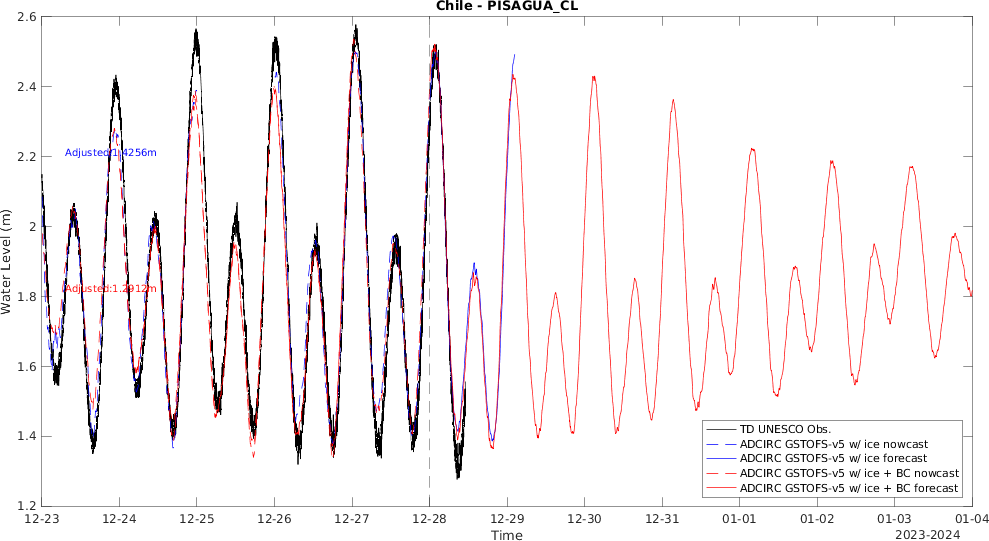 Chile - PISAGUA_CL
Water Level (m)
2.6
2.4
2.2
2
1.8
1.6
1.4
1.2
Adjusted:1.4256m
Adjusted:1.2912m
TD UNESCO Obs.
ADCIRC GSTOFS-v5 w/ ice nowcast
ADCIRC GSTOFS-v5 w/ ice forecast
ADCIRC GSTOFS-v5 w/ ice + BC nowcast
ADCIRC GSTOFS-v5 w/ ice + BC forecast
12-23 12-24 12-25 12-26 12-27 12-28 12-29 12-30 12-31 01-01 01-02 01-03 01-04
Time
2023-2024